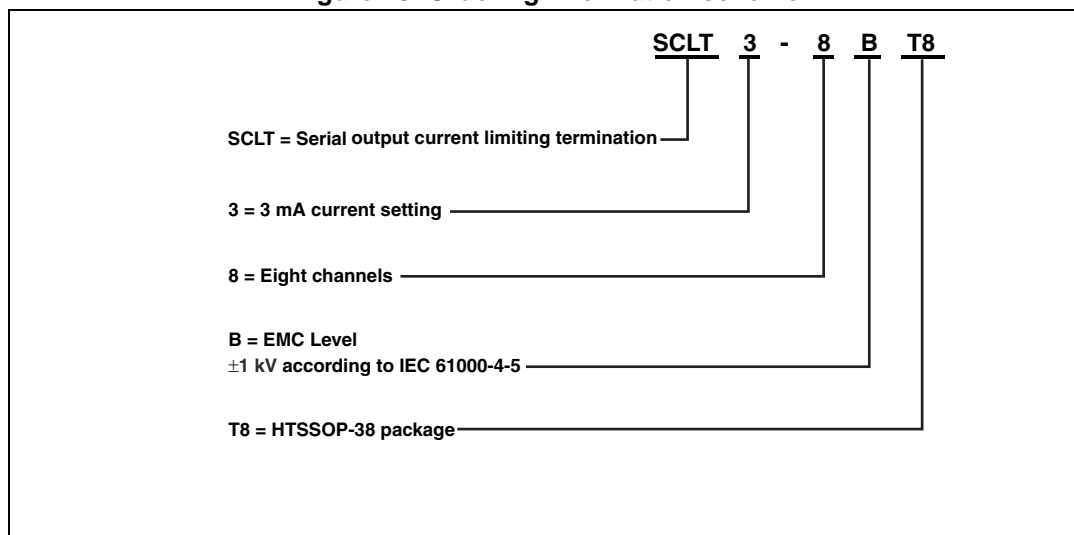 SCLT 3 - 8 B T8
SCLT = Serial output current limiting termination
3 = 3 mA current setting
8 = Eight channels
B = EMC Level
±1 kV according to IEC 61000-4-5
T8 = HTSSOP-38 package